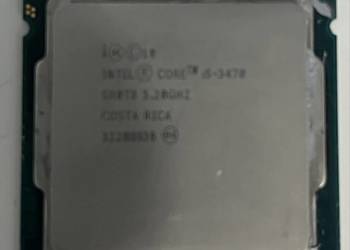 INTEL® CORE™ i5-3470
SR0T8 3.20GHZ
COSTA RICA